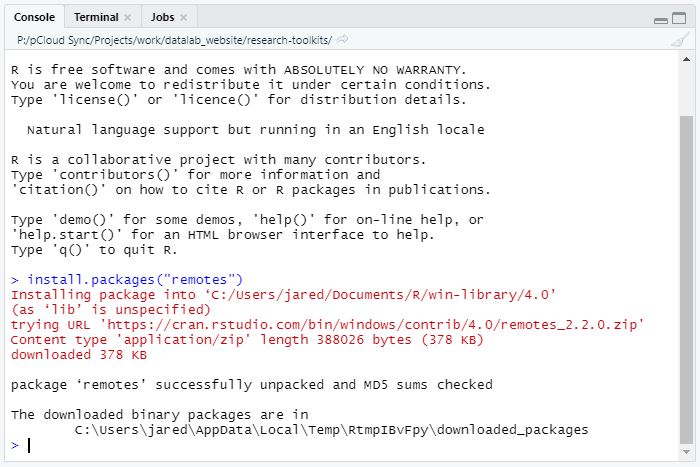 Console
Terminal
Jobs
P:/pCloud Sync/Projects/work/datalab_website/research-toolkits/
R is free software and comes with ABSOLUTELY NO WARRANTY.
You are welcome to redistribute it under certain conditions.
Type 'license()' or 'licence()' for distribution details.
Natural language support but running in an English locale
R is a collaborative project with many contributors.
Type 'contributors()' for more information and
'citation()' on how to cite R or R packages in publications.
Type 'demo()' for some demos, 'help()' for on-line help, or
'help.start()' for an HTML browser interface to help.
Type 'q()' to quit R.
> install.packages("remotes")
Installing package into ‘C:/Users/jared/Documents/R/win-library/4.0’
(as ‘lib’ is unspecified)
trying URL 'https://cran.rstudio.com/bin/windows/contrib/4.0/remotes_2.2.0.zip'
Content type 'application/zip' length 388026 bytes (378 KB)
downloaded 378 KB
package ‘remotes’ successfully unpacked and MD5 sums checked
The downloaded binary packages are in
C:\Users\jared\AppData\Local\Temp\RtmpIBvFpy\downloaded_packages
>